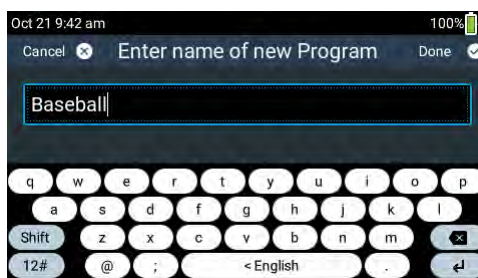 Oct 21 9:42 am 100%
Cancel Enter name of new Program Done
Baseball
q w e r t y u i o p
a s d f g h j k l
Shift z x c v b n m
12# @ ; < English .